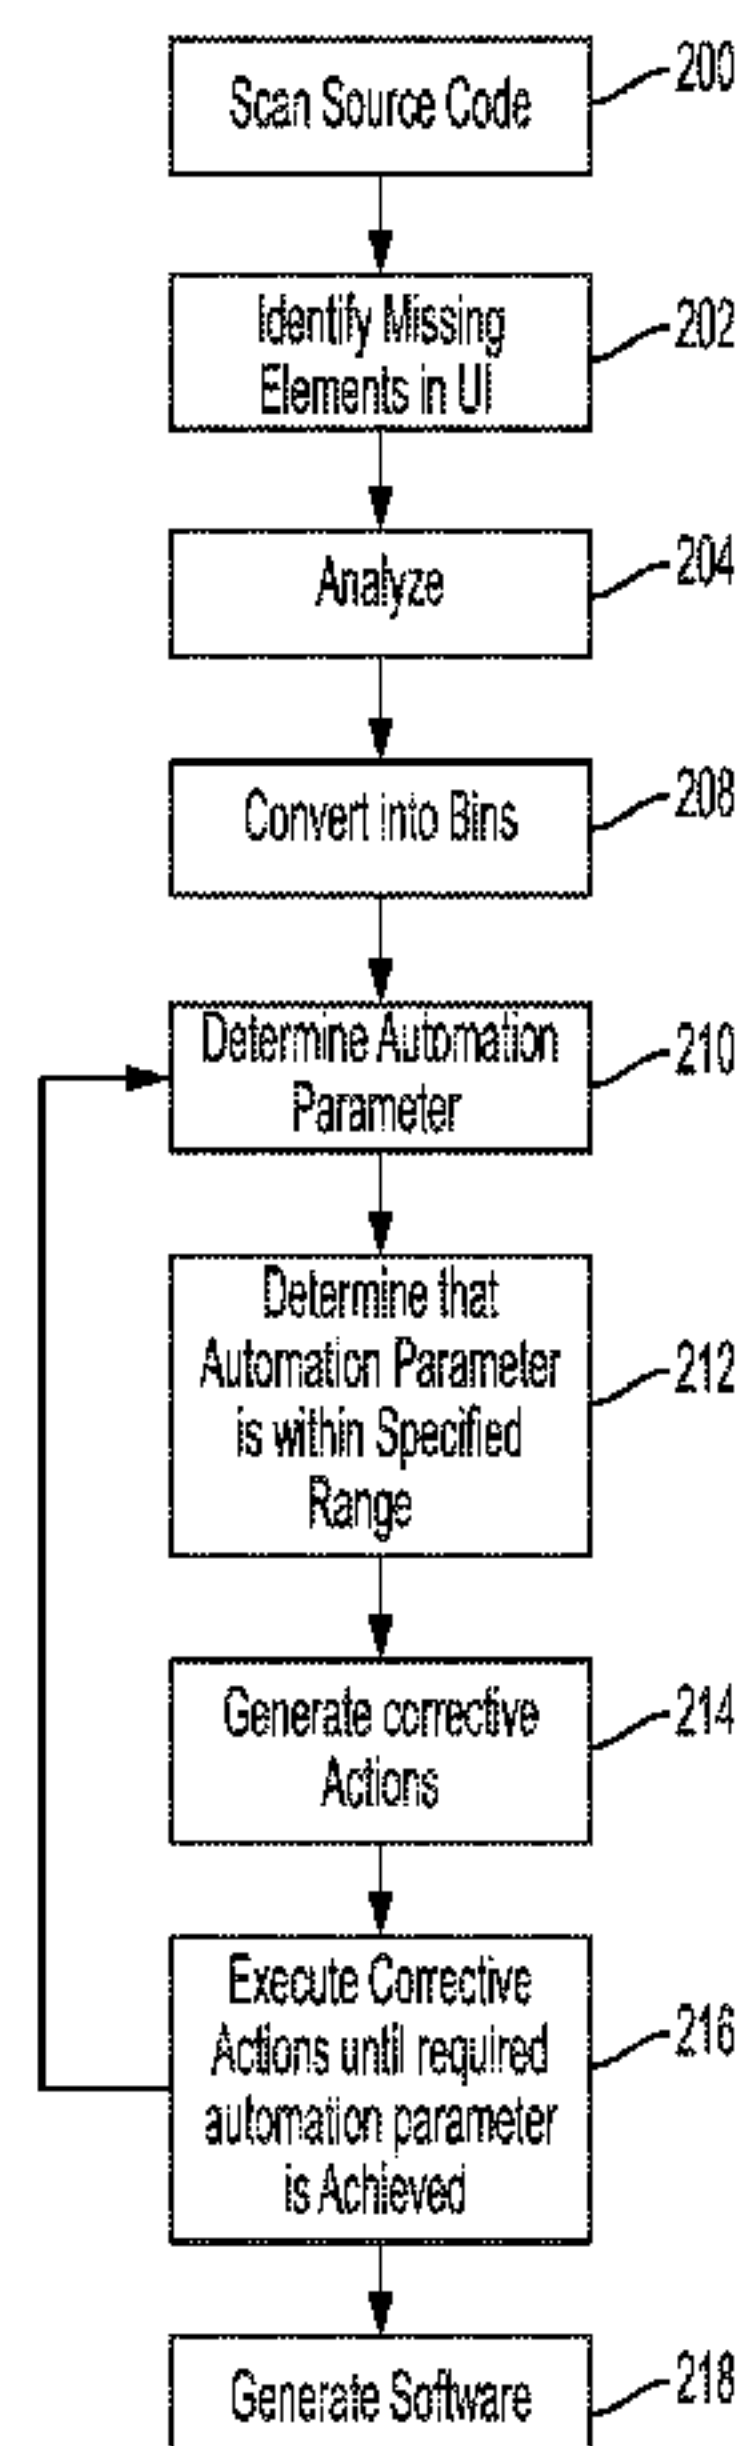 Scan Source Code
200
Identify Missing
Elements in UI
202
Analyze
204
Convert into Bins
208
Determine Automation
Parameter
210
Determine that
Automation Parameter
is within Specified
Range
212
Generate corrective
Actions
214
Execute Corrective
Actions until required
automation parameter
is Achieved
216
Generate Software
218